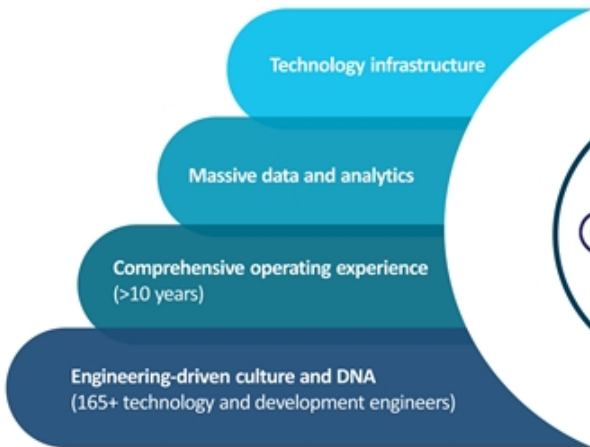 Technology infrastructure
Massive data and analytics
Comprehensive operating experience
(>10 years)
Engineering-driven culture and DNA
(165+ technology and development engineers)